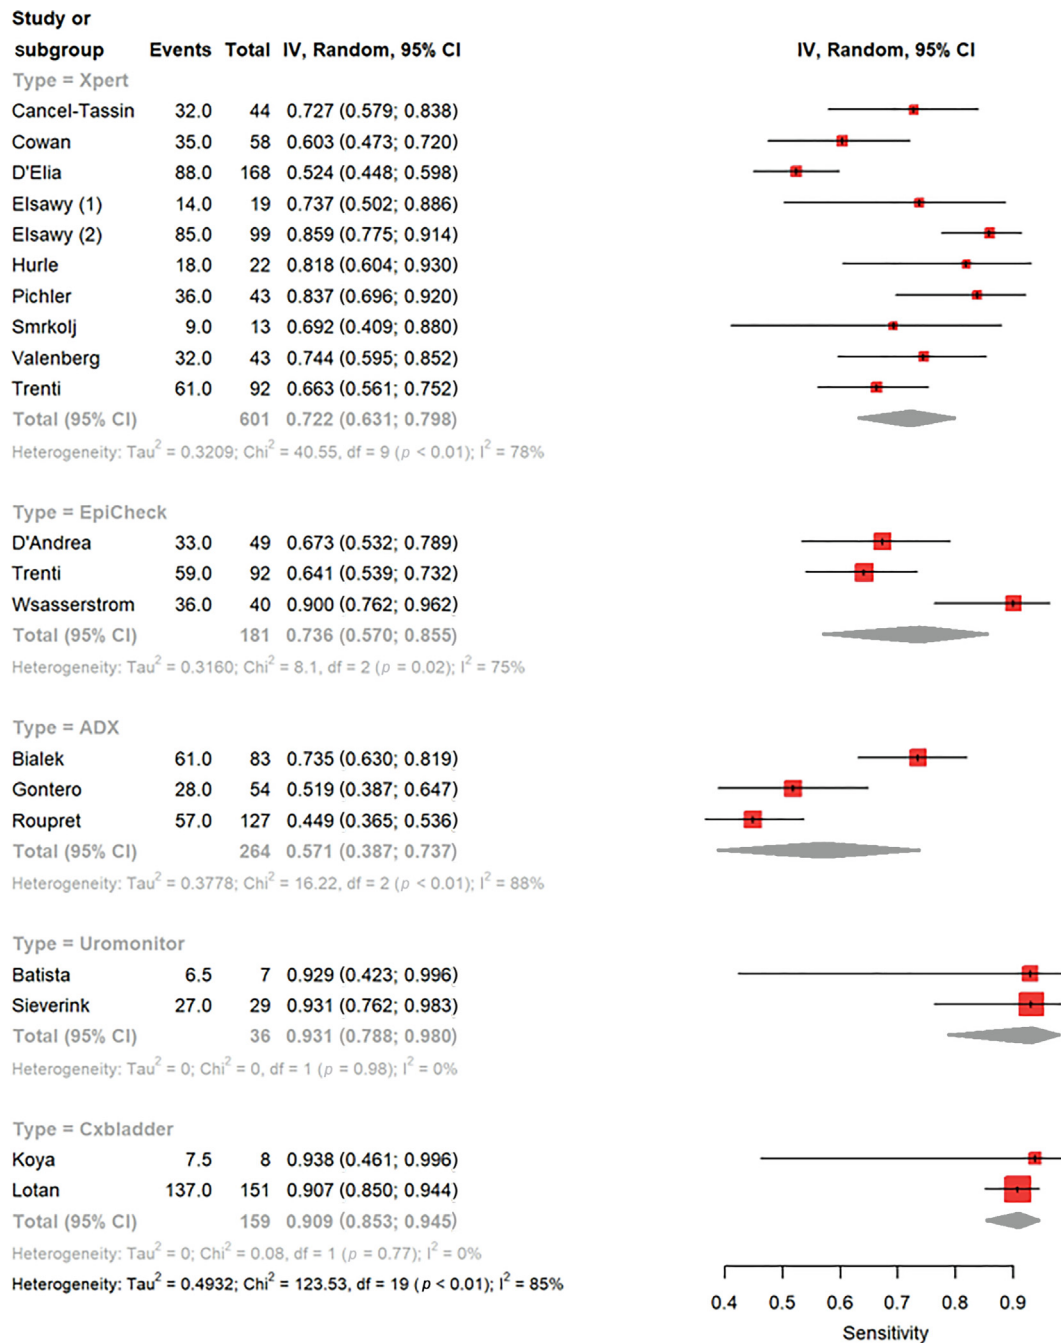 Study or
subgroup Events Total IV, Random, 95% CI IV, Random, 95% CI
Type = Xpert
Cancel-Tassin 32.0 44 0.727 (0.579; 0.838)
Cowan 35.0 58 0.603 (0.473; 0.720)
D'Elia 88.0 168 0.524 (0.448; 0.598)
Elsawy (1) 14.0 19 0.737 (0.502; 0.886)
Elsawy (2) 85.0 99 0.859 (0.775; 0.914)
Hurle 18.0 22 0.818 (0.604; 0.930)
Pichler 36.0 43 0.837 (0.696; 0.920)
Smrkolj 9.0 13 0.692 (0.409; 0.880)
Valenberg 32.0 43 0.744 (0.595; 0.852)
Trenti 61.0 92 0.663 (0.561; 0.752)
Total (95% CI) 601 0.722 (0.631; 0.798)
Heterogeneity: Tau² = 0.3209; Chi² = 40.55, df = 9 (p < 0.01); I² = 78%
Type = EpiCheck
D'Andrea 33.0 49 0.673 (0.532; 0.789)
Trenti 59.0 92 0.641 (0.539; 0.732)
Wsasserstrom 36.0 40 0.900 (0.762; 0.962)
Total (95% CI) 181 0.736 (0.570; 0.855)
Heterogeneity: Tau² = 0.3160; Chi² = 8.1, df = 2 (p = 0.02); I² = 75%
Type = ADX
Bialek 61.0 83 0.735 (0.630; 0.819)
Gontero 28.0 54 0.519 (0.387; 0.647)
Roupret 57.0 127 0.449 (0.365; 0.536)
Total (95% CI) 264 0.571 (0.387; 0.737)
Heterogeneity: Tau² = 0.3778; Chi² = 16.22, df = 2 (p < 0.01); I² = 88%
Type = Uromonitor
Batista 6.5 7 0.929 (0.423; 0.996)
Sieverink 27.0 29 0.931 (0.762; 0.983)
Total (95% CI) 36 0.931 (0.788; 0.980)
Heterogeneity: Tau² = 0; Chi² = 0, df = 1 (p = 0.98); I² = 0%
Type = Cxbladder
Koya 7.5 8 0.938 (0.461; 0.996)
Lotan 137.0 151 0.907 (0.850; 0.944)
Total (95% CI) 159 0.909 (0.853; 0.945)
Heterogeneity: Tau² = 0; Chi² = 0.08, df = 1 (p = 0.77); I² = 0%
Heterogeneity: Tau² = 0.4932; Chi² = 123.53, df = 19 (p < 0.01); I² = 85%
0.4 0.5 0.6 0.7 0.8 0.9
Sensitivity